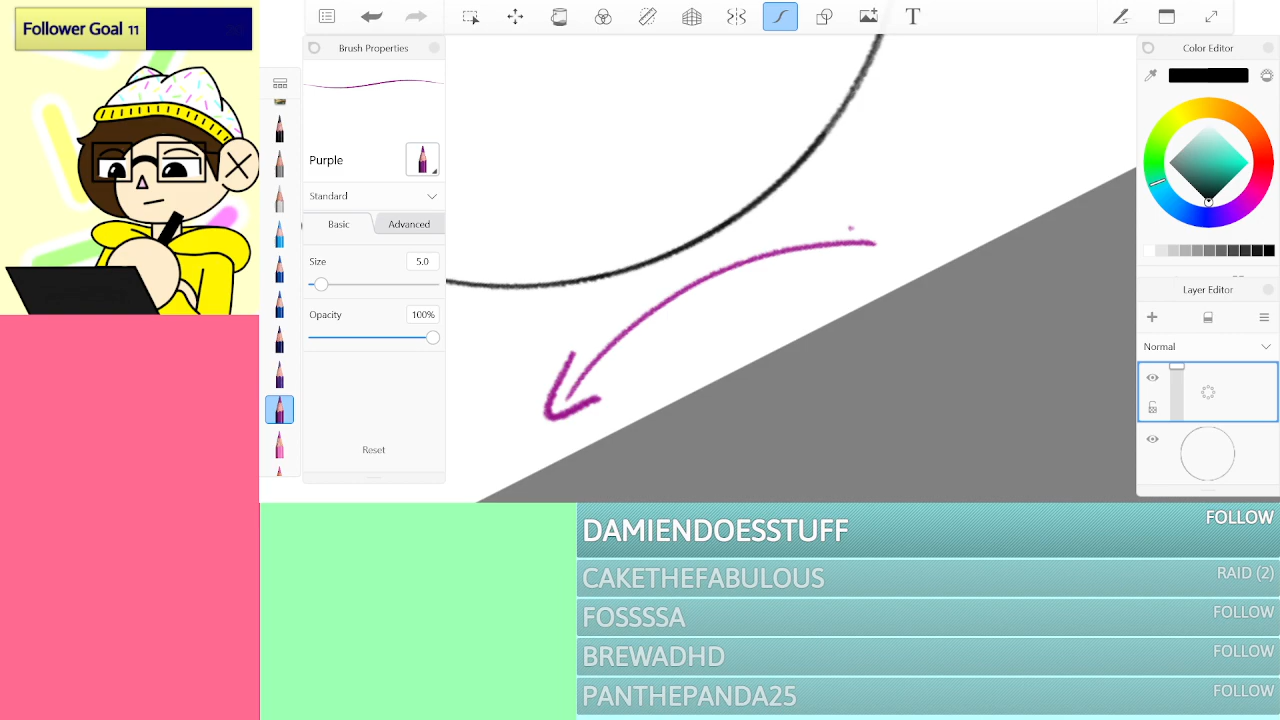 Follower Goal 11
Brush Properties
Purple
Standard
Basic
Advanced
Size
5.0
Opacity
100%
Reset
T
Color Editor
Layer Editor
Normal
DAMIENDOESSTUFF FOLLOW
CAKETHEFABULOUS RAID (2)
FOSSSSA FOLLOW
BREWADHD FOLLOW
PANTHEPANDA25 FOLLOW